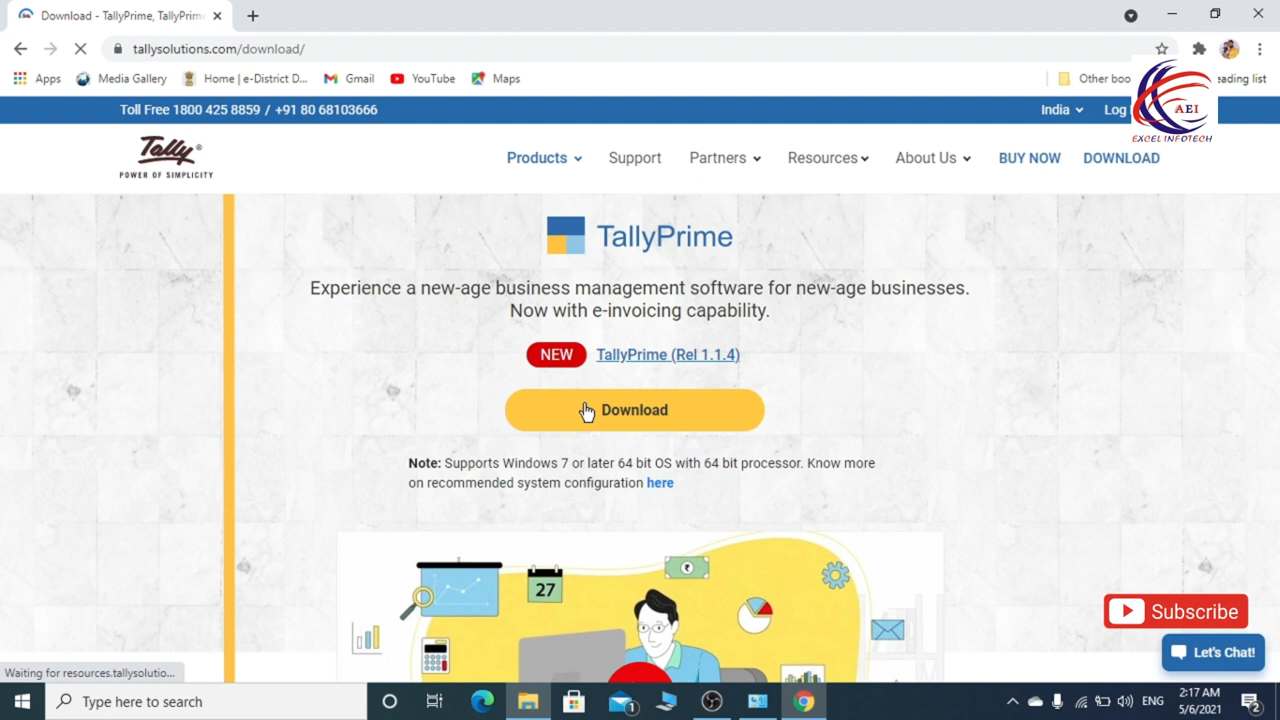 Download - TallyPrime, TallyPrim
tallysolutions.com/download/
Apps
Media Gallery
Home | e-District D...
Gmail
YouTube
Maps
Other boo
eading list
AEI
EXCEL INFOTECH
Toll Free 1800 425 8859 / +91 80 68103666
India
Log
Tally
POWER OF SIMPLICITY
Products
Support
Partners
Resources
About Us
BUY NOW
DOWNLOAD
TallyPrime
Experience a new-age business management software for new-age businesses.
Now with e-invoicing capability.
NEW
TallyPrime (Rel 1.1.4)
Download
Note: Supports Windows 7 or later 64 bit OS with 64 bit processor. Know more
on recommended system configuration here
27
₹
Subscribe
Let's Chat!
Waiting for resources.tallysolutio...
Type here to search
1
ENG
2:17 AM
5/6/2021
2